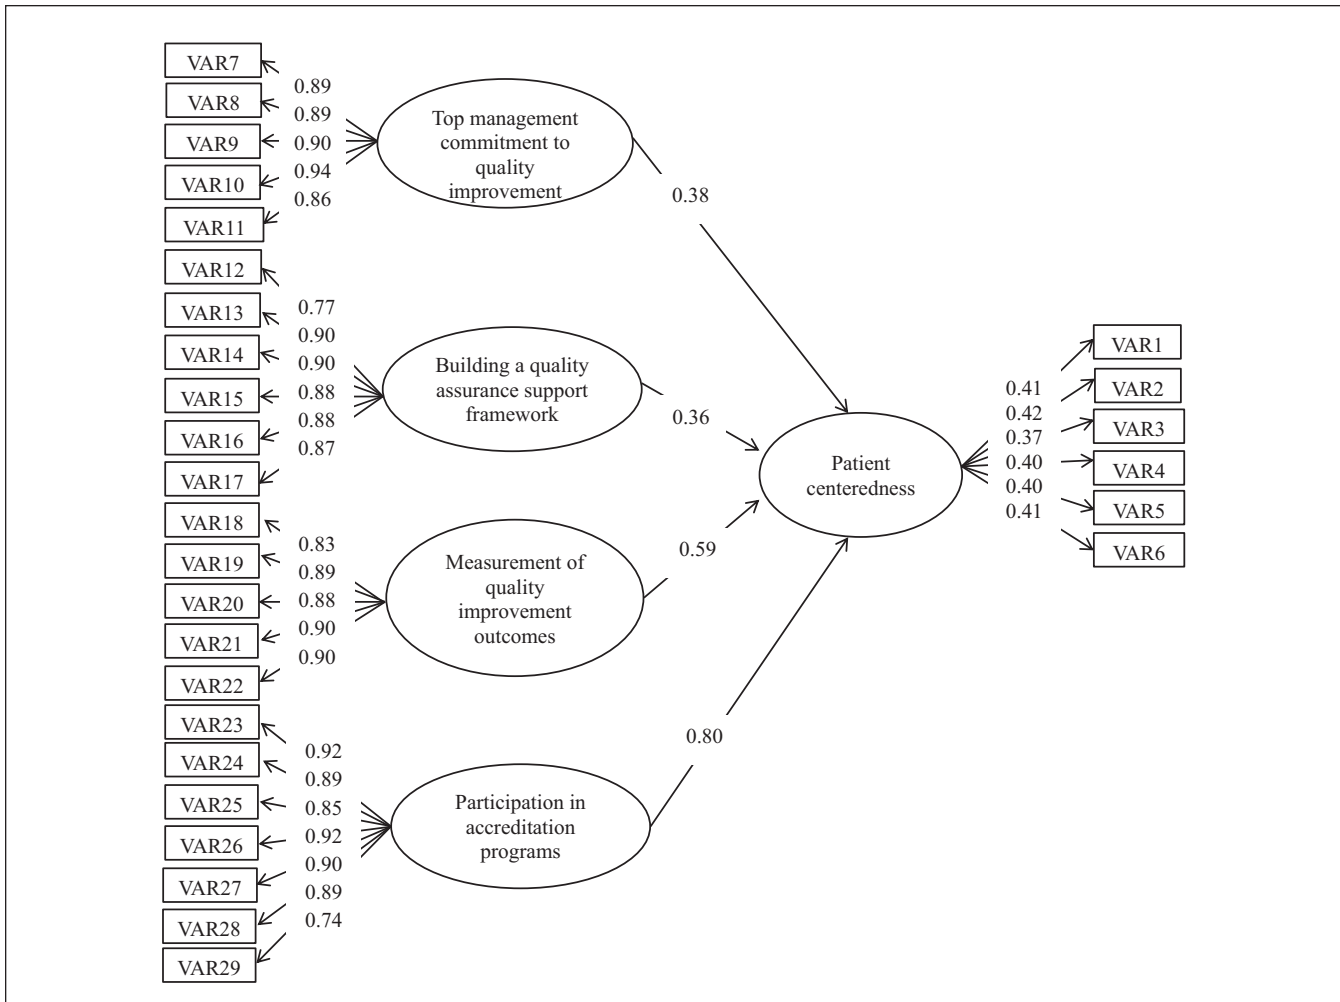 VAR7
VAR8
VAR9
VAR10
VAR11
0.89
0.89
0.90
0.94
0.86
Top management
commitment to
quality
improvement
0.38
VAR12
VAR13
VAR14
VAR15
VAR16
VAR17
0.77
0.90
0.90
0.88
0.88
0.87
Building a quality
assurance support
framework
0.36
VAR18
VAR19
VAR20
VAR21
VAR22
0.83
0.89
0.88
0.90
0.90
Measurement of
quality
improvement
outcomes
0.59
VAR23
VAR24
VAR25
VAR26
VAR27
VAR28
VAR29
0.92
0.89
0.85
0.92
0.90
0.89
0.74
Participation in
accreditation
programs
0.80
Patient
centeredness
0.41
0.42
0.37
0.40
0.40
0.41
VAR1
VAR2
VAR3
VAR4
VAR5
VAR6